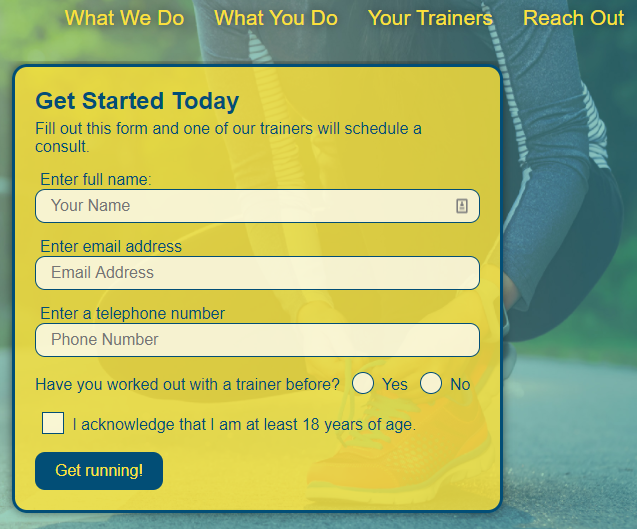 What We Do What You Do Your Trainers Reach Out
Get Started Today
Fill out this form and one of our trainers will schedule a
consult.
Enter full name:
Your Name
Enter email address
Email Address
Enter a telephone number
Phone Number
Have you worked out with a trainer before? Yes No
I acknowledge that I am at least 18 years of age.
Get running!